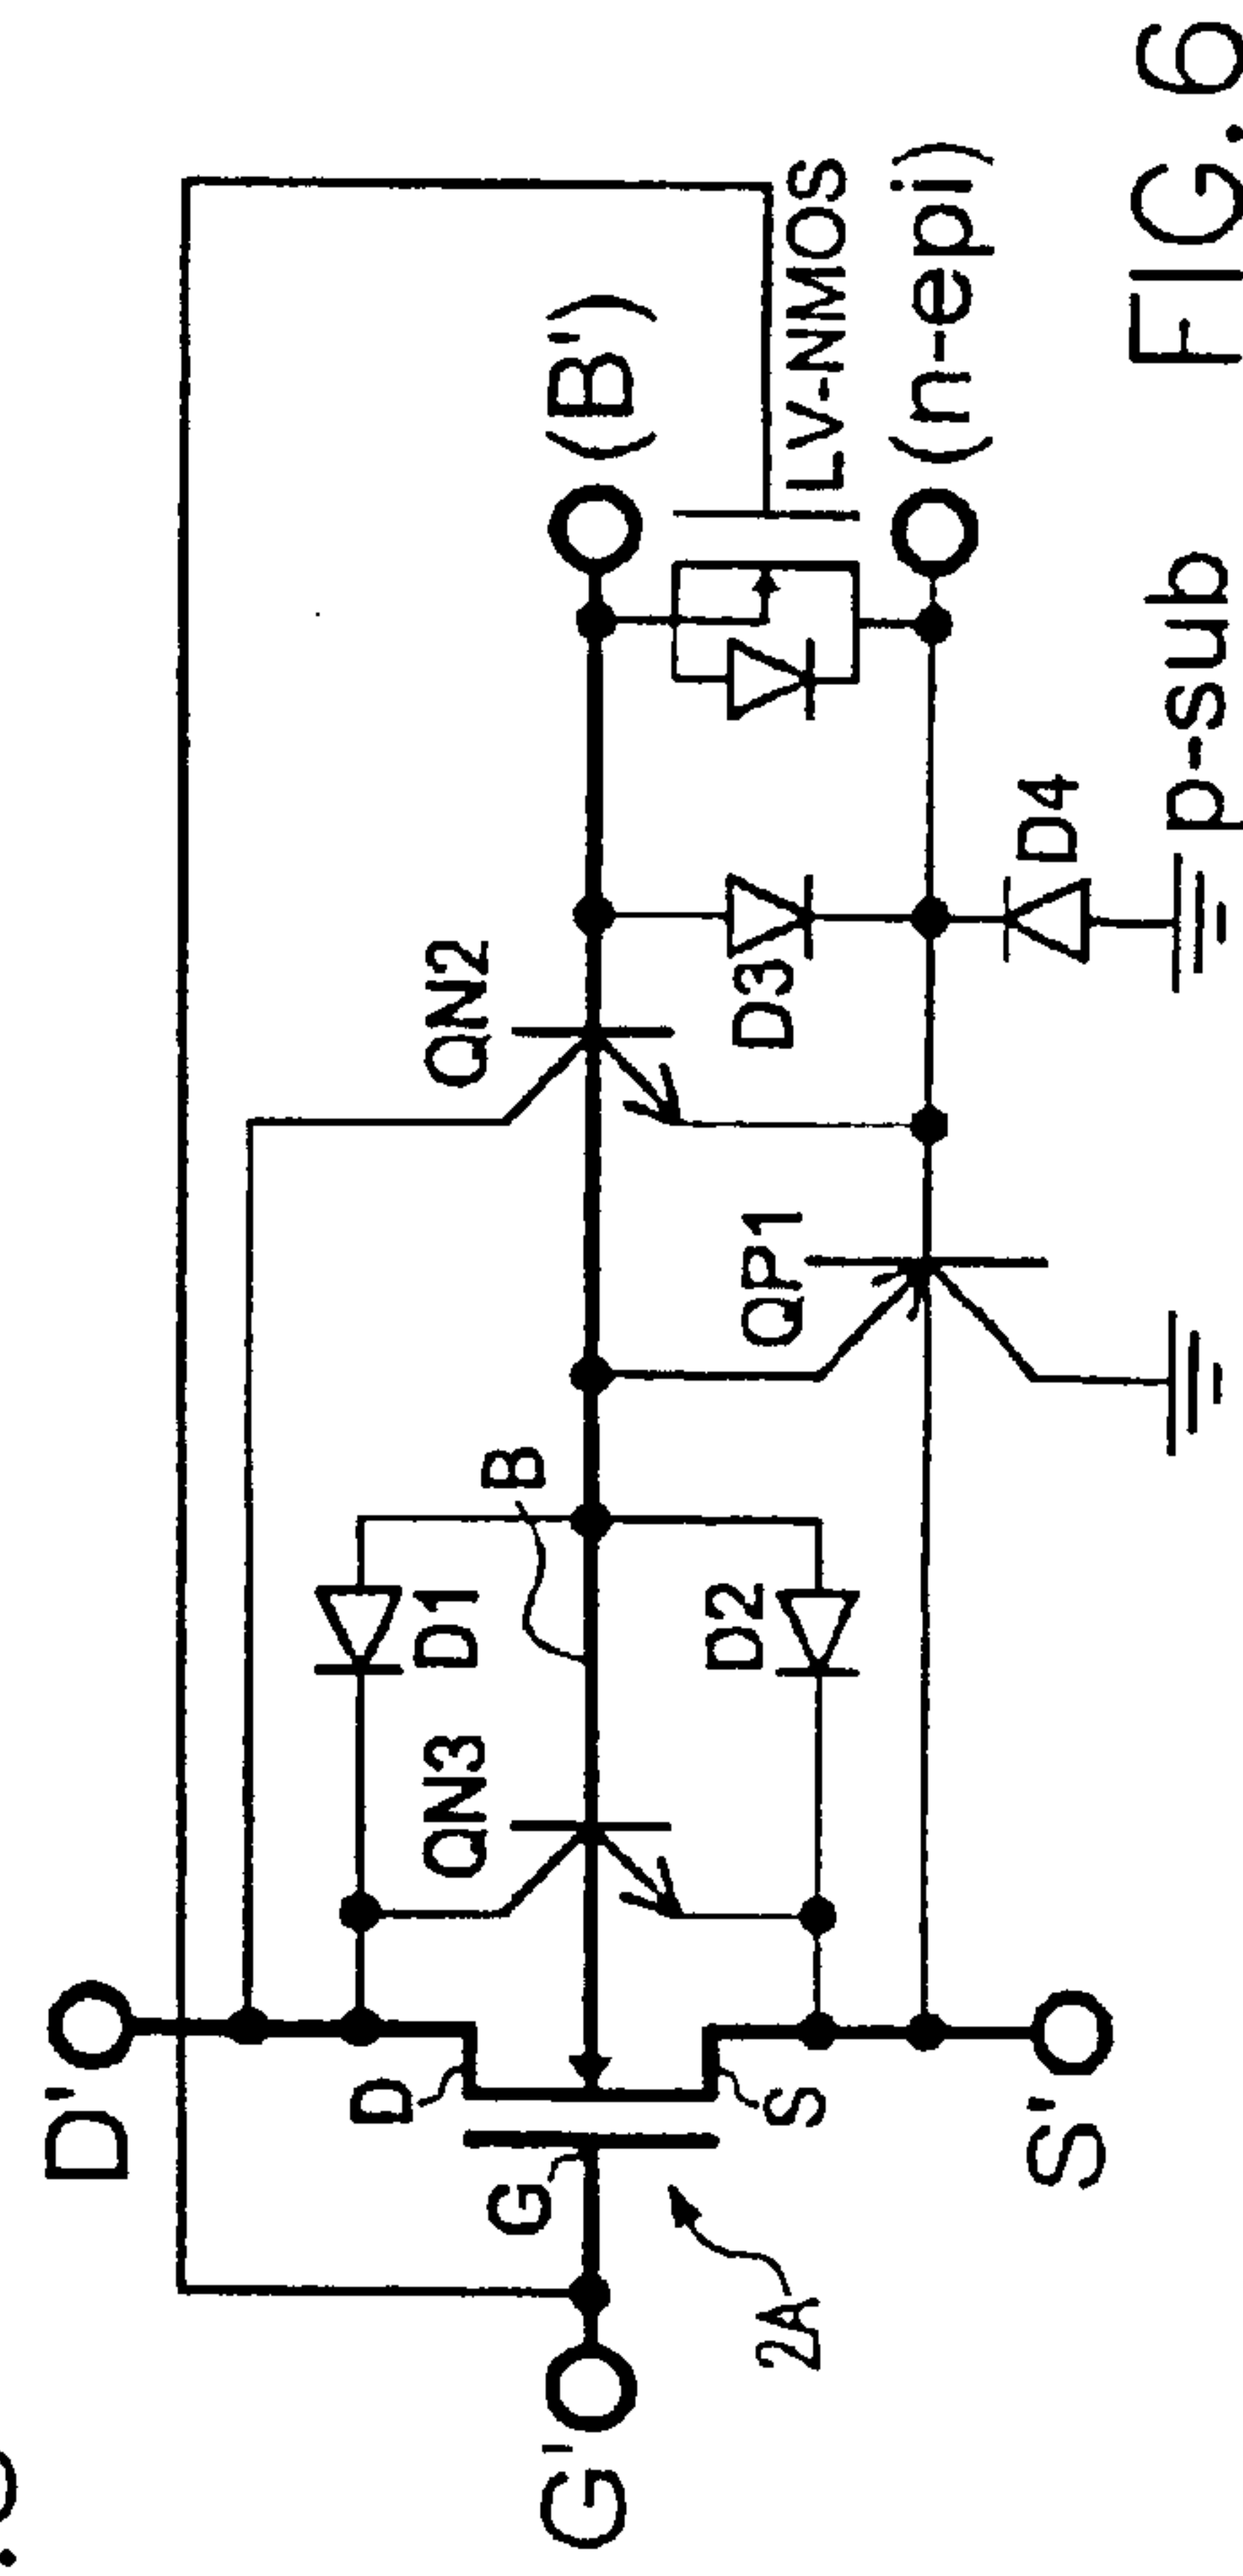 D'
G'
S'
D
G
S
2A
QN3
D1
D2
B
QP1
QN2
D3
D4
p-sub
(B')
LV-NMOS
(n-epi)
FIG.6